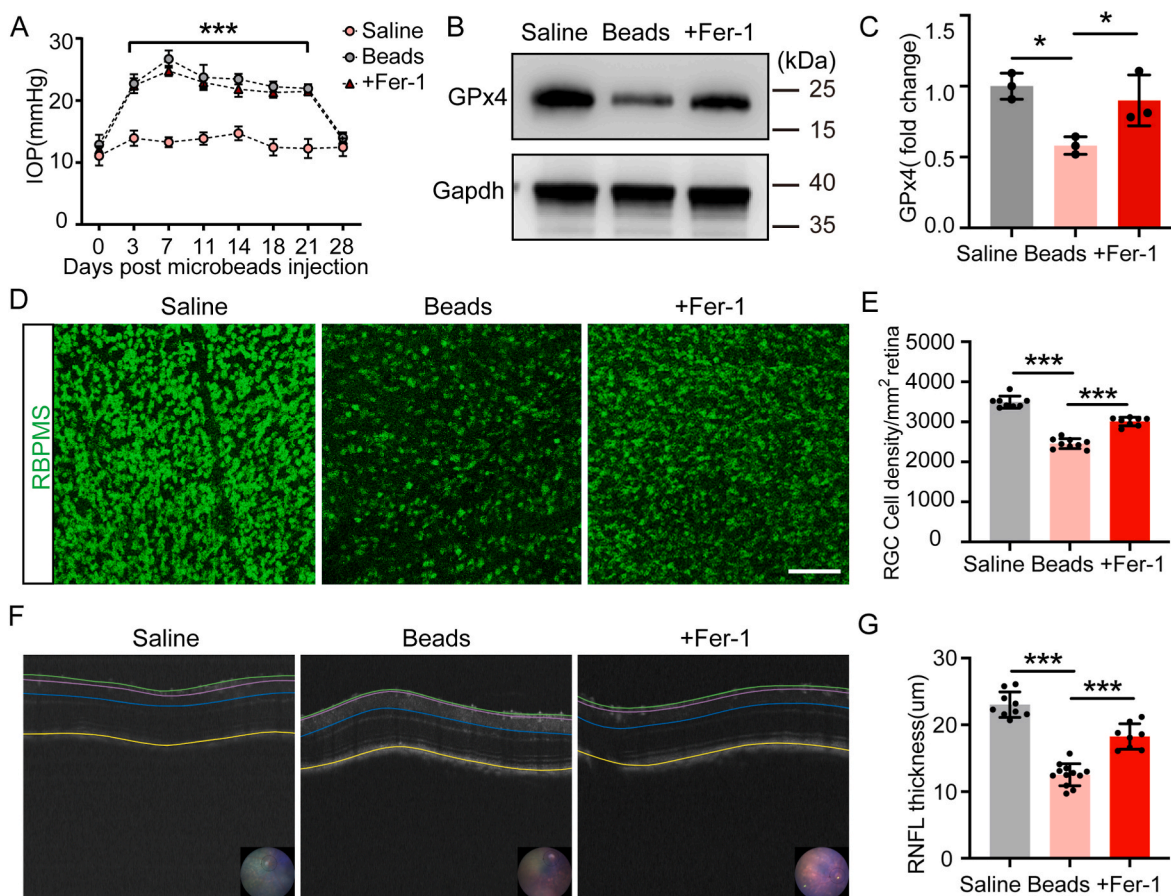 A
***
Saline
Beads
+Fer-1
IOP(mmHg)
30
20
10
0
0 3 7 11 14 18 21 28
Days post microbeads injection
B
Saline Beads +Fer-1
(kDa)
GPx4
25
15
Gapdh
40
35
C
*
*
GPx4( fold change)
1.5
1.0
0.5
0.0
Saline Beads +Fer-1
D
Saline
Beads
+Fer-1
RBPMS
E
***
***
RGC Cell density/mm² retina
5000
4000
3000
2000
1000
0
Saline Beads +Fer-1
F
Saline
Beads
+Fer-1
G
***
***
RNFL thickness(um)
30
20
10
0
Saline Beads +Fer-1